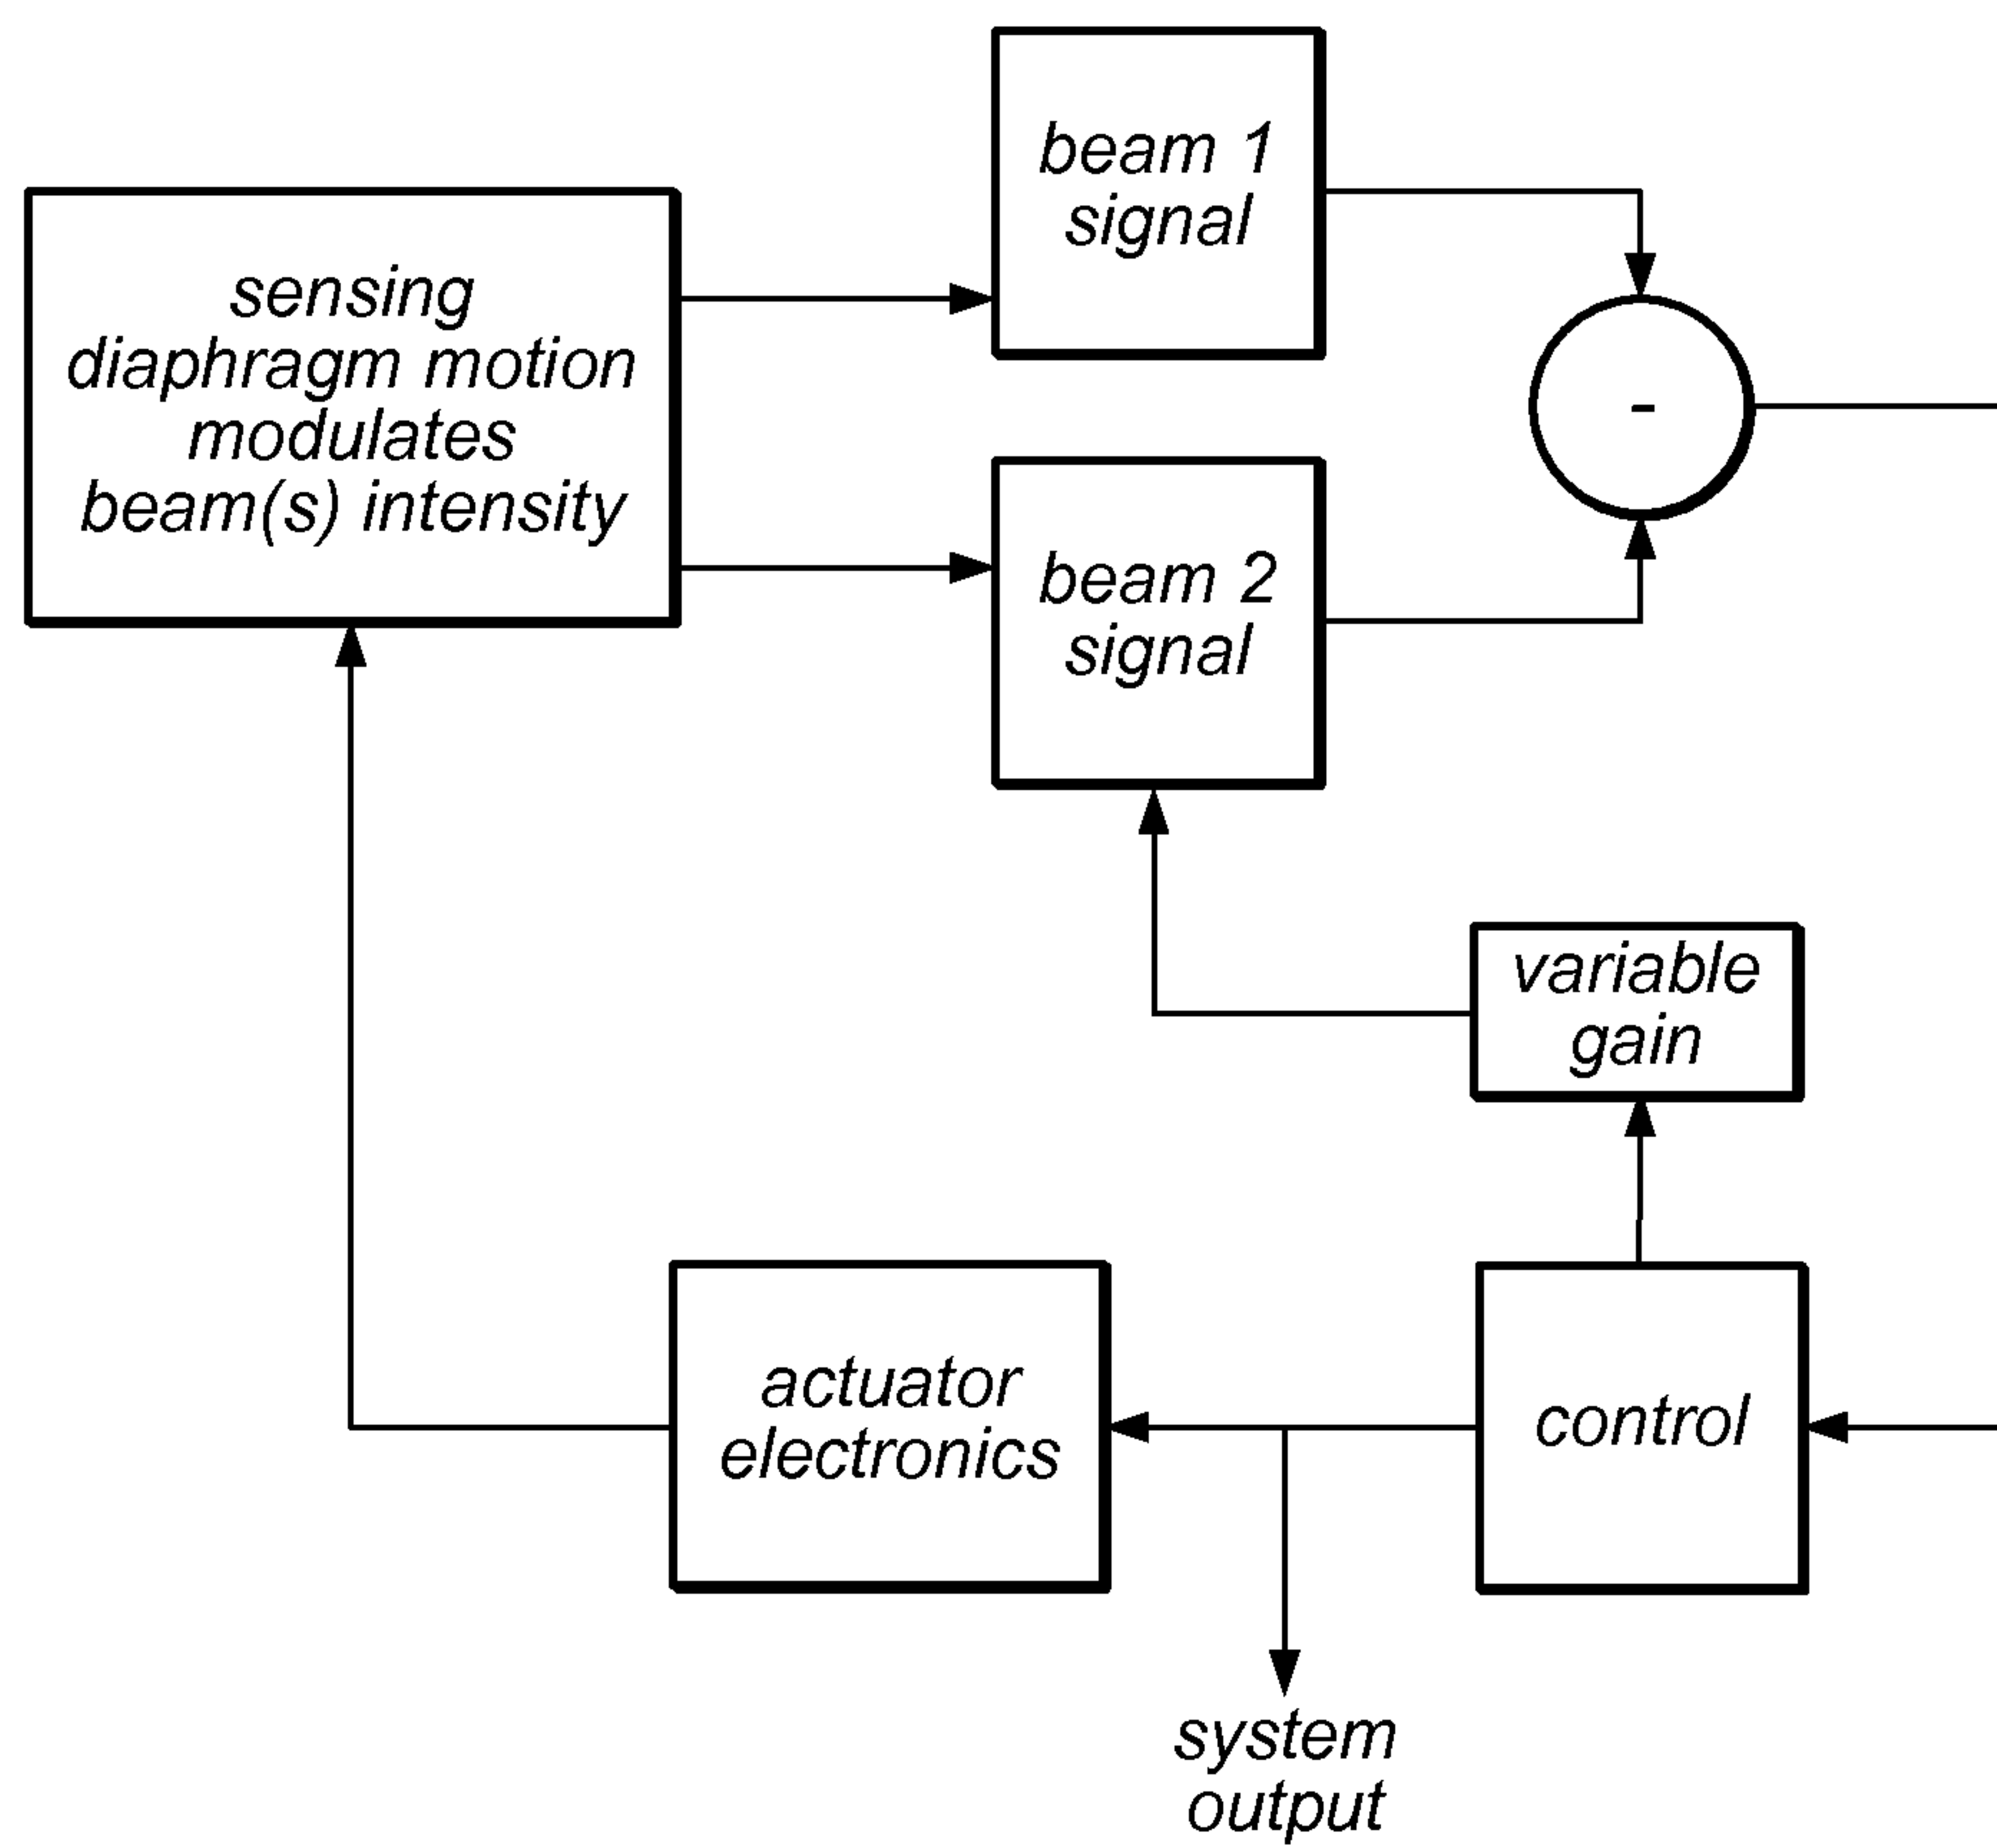 beam 1
signal
sensing
diaphragm motion
modulates
beam(s) intensity
-
beam 2
signal
variable
gain
actuator
electronics
control
system
output